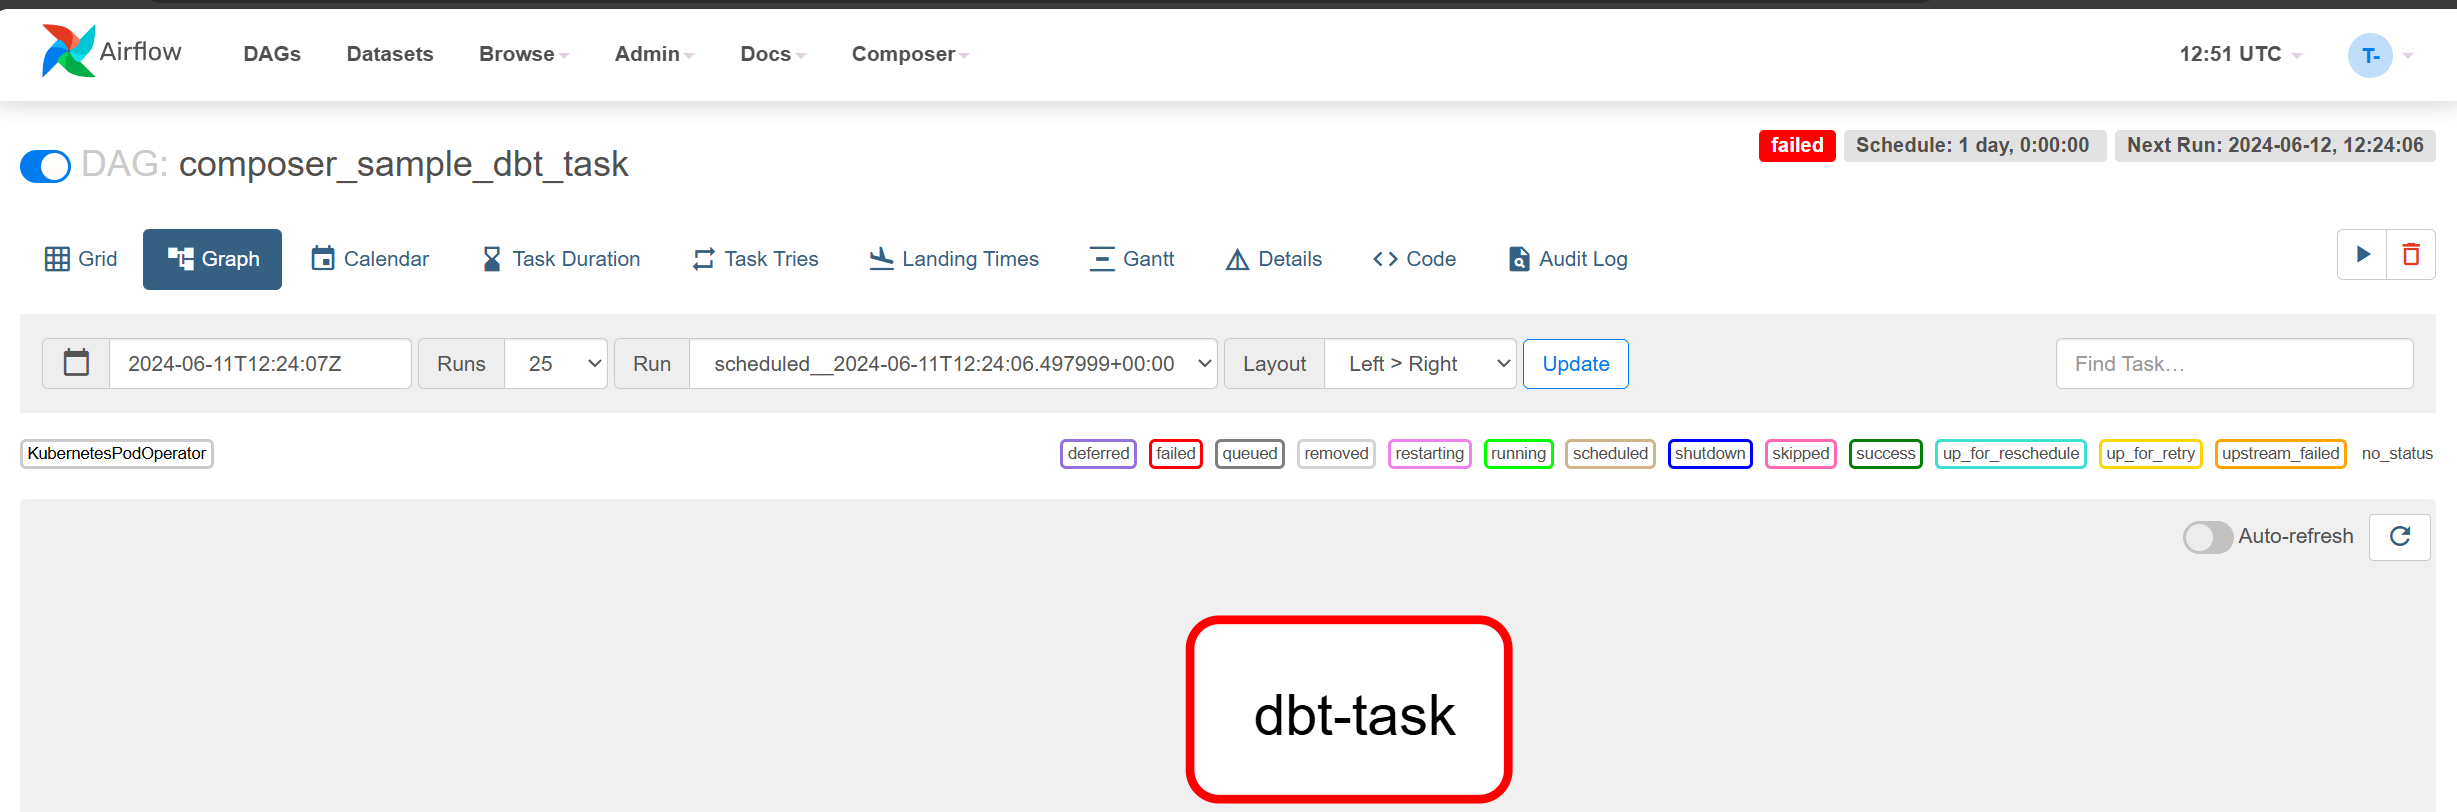 Airflow DAGs Datasets Browse Admin Docs Composer 12:51 UTC T-
DAG: composer_sample_dbt_task failed Schedule: 1 day, 0:00:00 Next Run: 2024-06-12, 12:24:06
Grid Graph Calendar Task Duration Task Tries Landing Times Gantt Details Code Audit Log
2024-06-11T12:24:07Z Runs 25 Run scheduled__2024-06-11T12:24:06.497999+00:00 Layout Left > Right Update Find Task…
KubernetesPodOperator deferred failed queued removed restarting running scheduled shutdown skipped success up_for_reschedule up_for_retry upstream_failed no_status
Auto-refresh
dbt-task